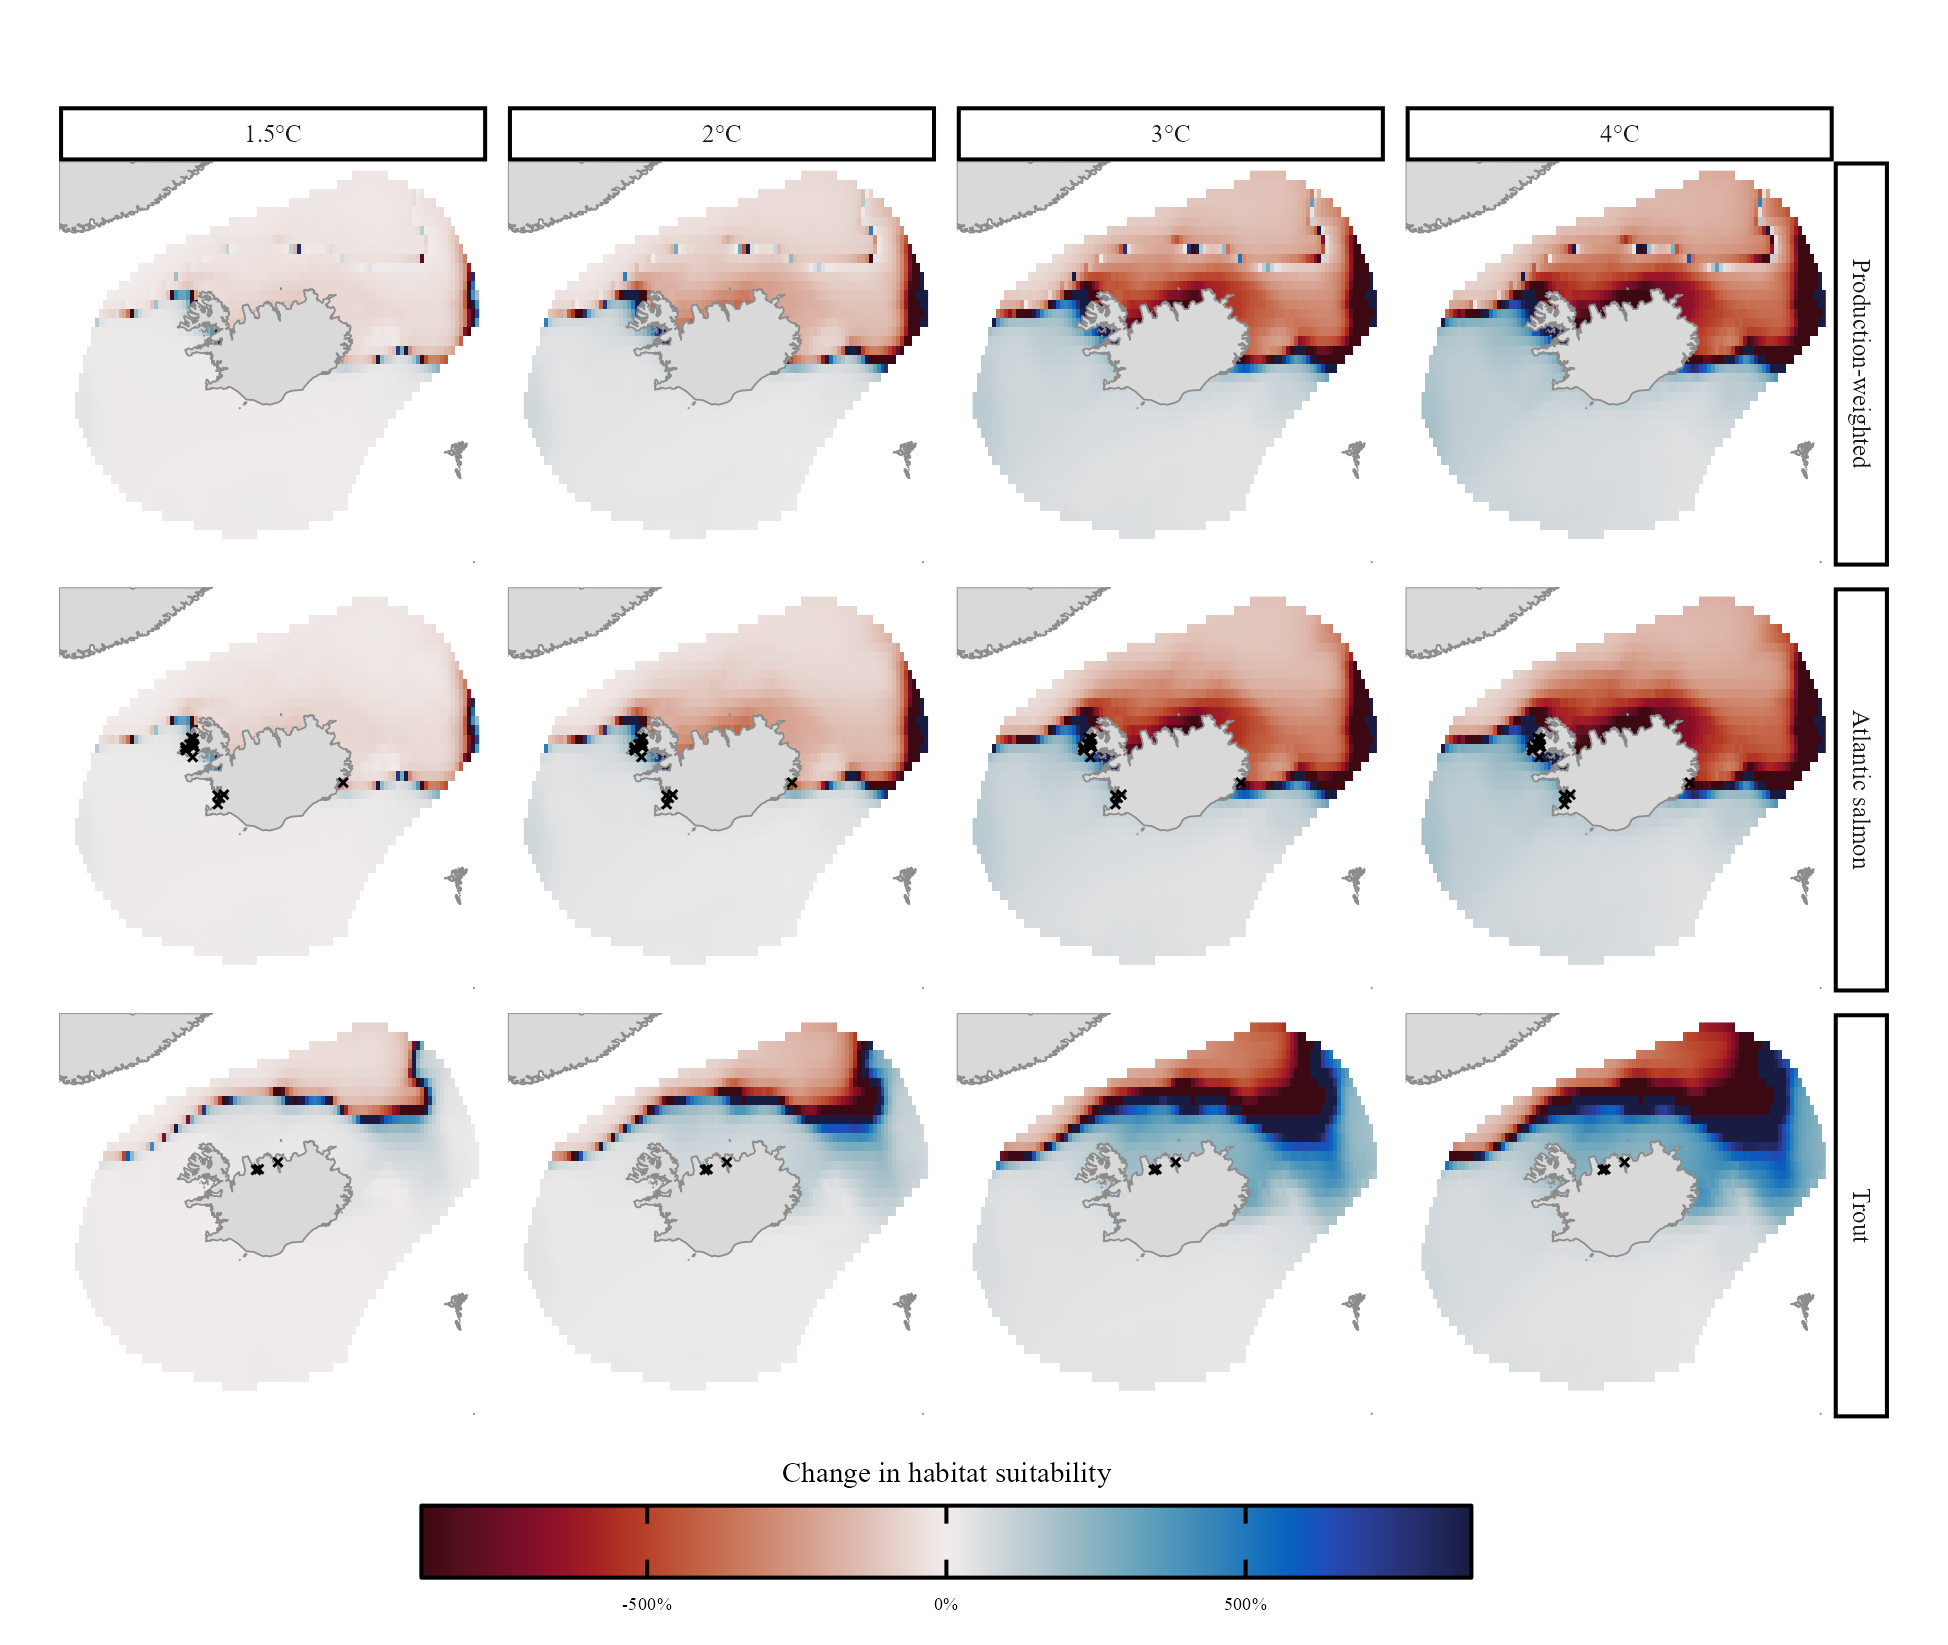 1.5°C
2°C
3°C
4°C
Production-weighted
Atlantic salmon
Trout
Change in habitat suitability
-500%
0%
500%